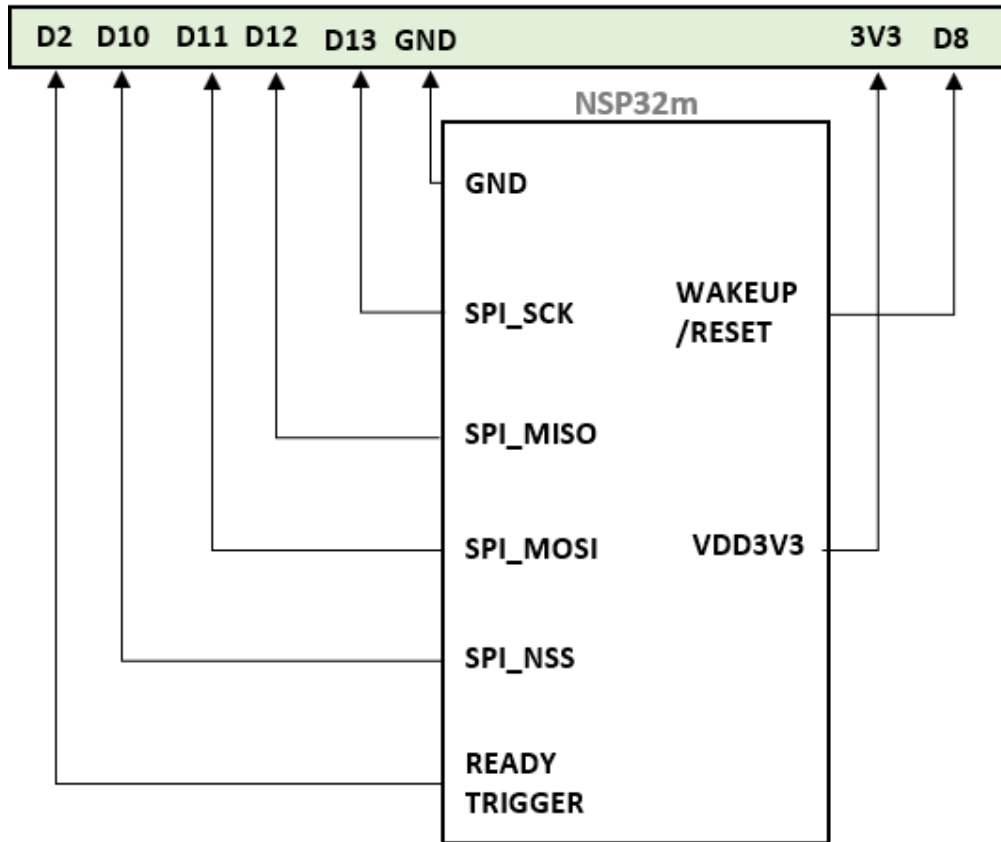 D2 D10 D11 D12 D13 GND 3V3 D8
NSP32m
GND
SPI_SCK
WAKEUP
/RESET
SPI_MISO
SPI_MOSI
VDD3V3
SPI_NSS
READY
TRIGGER